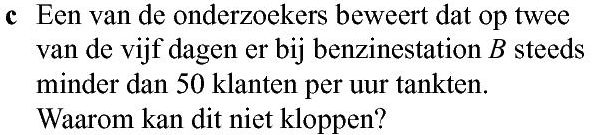 c Een van de onderzoekers beweert dat op twee
van de vijf dagen er bij benzinestation B steeds
minder dan 50 klanten per uur tankten.
Waarom kan dit niet kloppen?